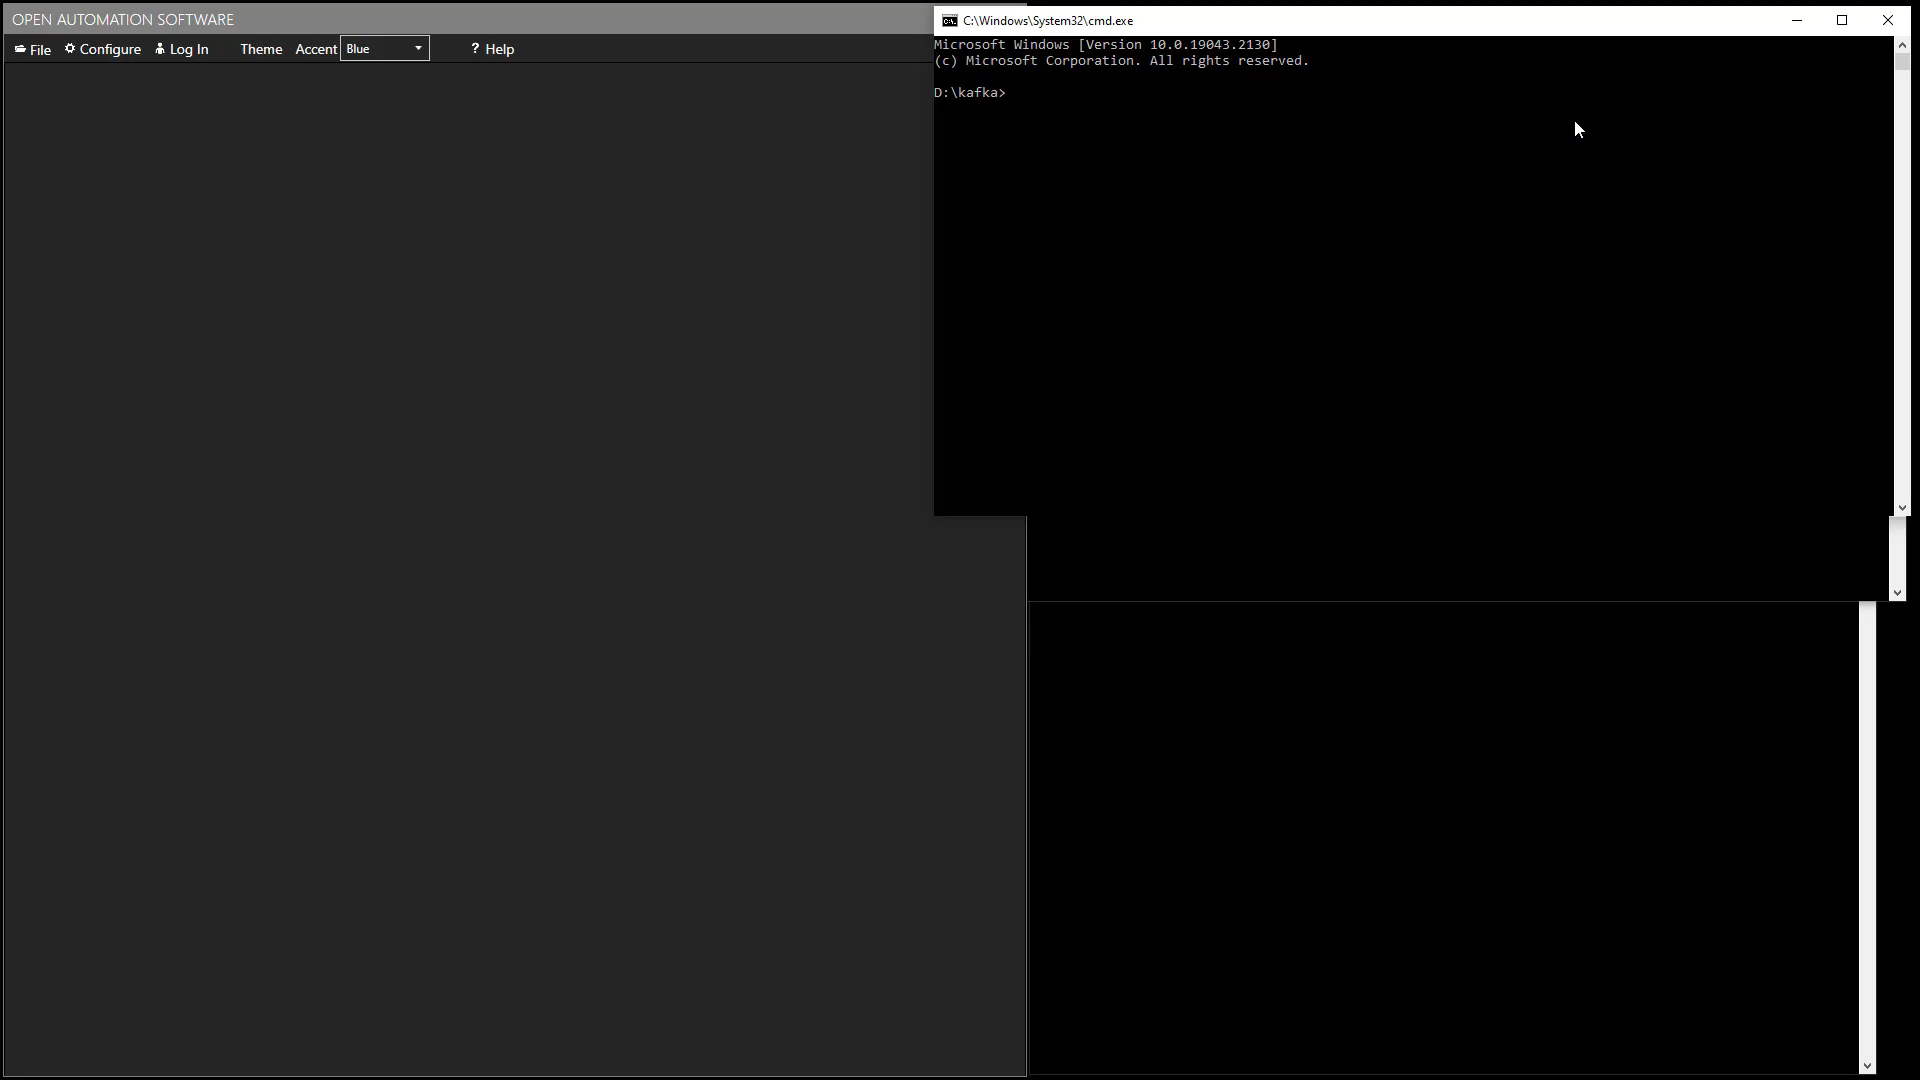 OPEN AUTOMATION SOFTWARE
File Configure Log In Theme Accent Blue ? Help
C:\Windows\System32\cmd.exe
Microsoft Windows [Version 10.0.19043.2130]
(c) Microsoft Corporation. All rights reserved.
D:\kafka>